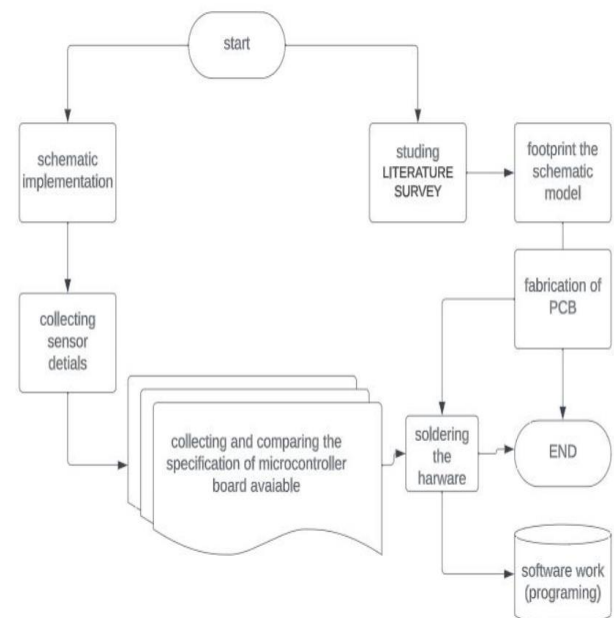 start
schematic
implementation
studing
LITERATURE
SURVEY
footprint the
schematic
model
collecting
sensor
detials
fabrication of
PCB
collecting and comparing the
specification of microcontroller
board avaiable
soldering
the
harware
END
software work
(programing)